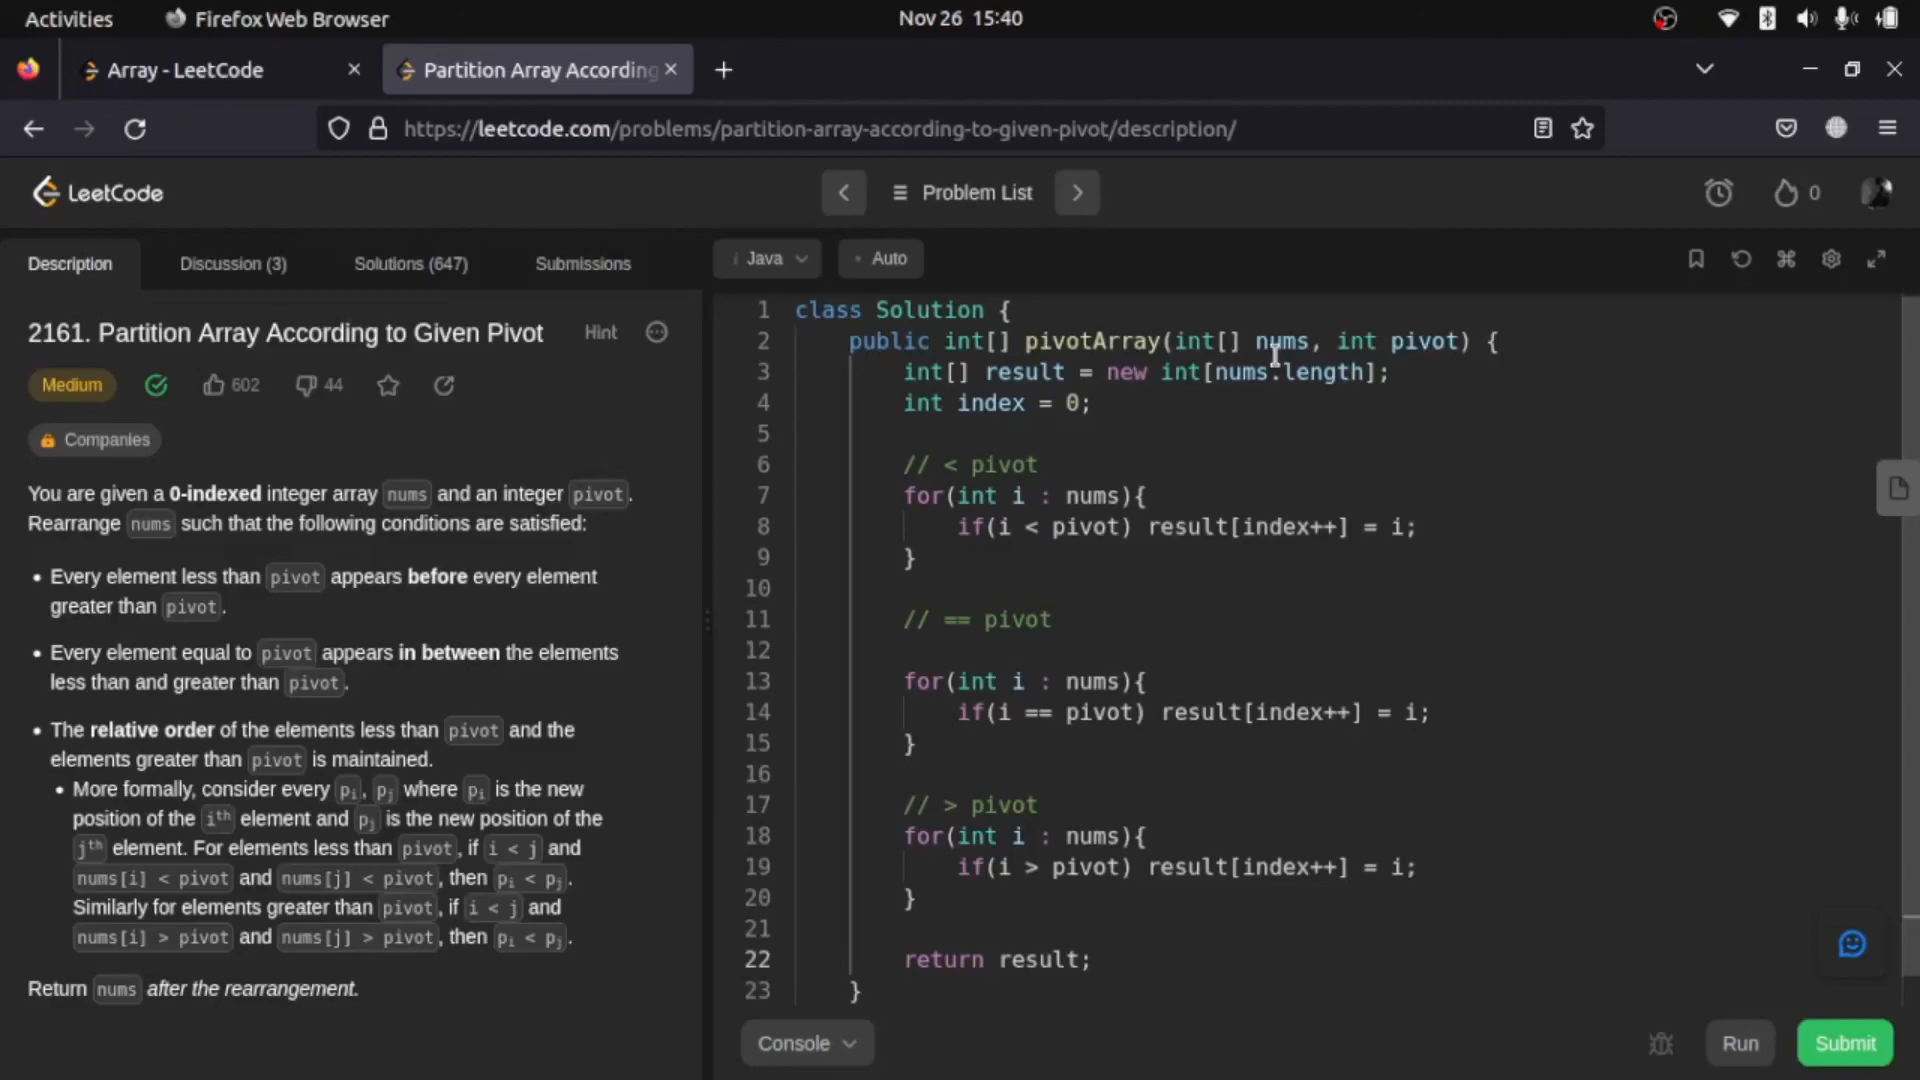 Activities
Firefox Web Browser
Nov 26 15:40
Array - LeetCode
Partition Array According
https://leetcode.com/problems/partition-array-according-to-given-pivot/description/
LeetCode
Problem List
0
Description
Discussion (3)
Solutions (647)
Submissions
i Java
Auto
2161. Partition Array According to Given Pivot
Hint
Medium
602
44
Companies
You are given a 0-indexed integer array nums and an integer pivot.
Rearrange nums such that the following conditions are satisfied:
• Every element less than pivot appears before every element
greater than pivot.
• Every element equal to pivot appears in between the elements
less than and greater than pivot.
• The relative order of the elements less than pivot and the
elements greater than pivot is maintained.
• More formally, consider every pi, pj where pi is the new
position of the ith element and pj is the new position of the
jth element. For elements less than pivot, if i < j and
nums[i] < pivot and nums[j] < pivot, then pi < pj.
Similarly for elements greater than pivot, if i < j and
nums[i] > pivot and nums[j] > pivot, then pi < pj.
Return nums after the rearrangement.
1 class Solution {
2 public int[] pivotArray(int[] nums, int pivot) {
3 int[] result = new int[nums.length];
4 int index = 0;
5
6 // < pivot
7 for(int i : nums){
8 if(i < pivot) result[index++] = i;
9 }
10
11 // == pivot
12
13 for(int i : nums){
14 if(i == pivot) result[index++] = i;
15 }
16
17 // > pivot
18 for(int i : nums){
19 if(i > pivot) result[index++] = i;
20 }
21
22 return result;
23 }
Console
Run
Submit